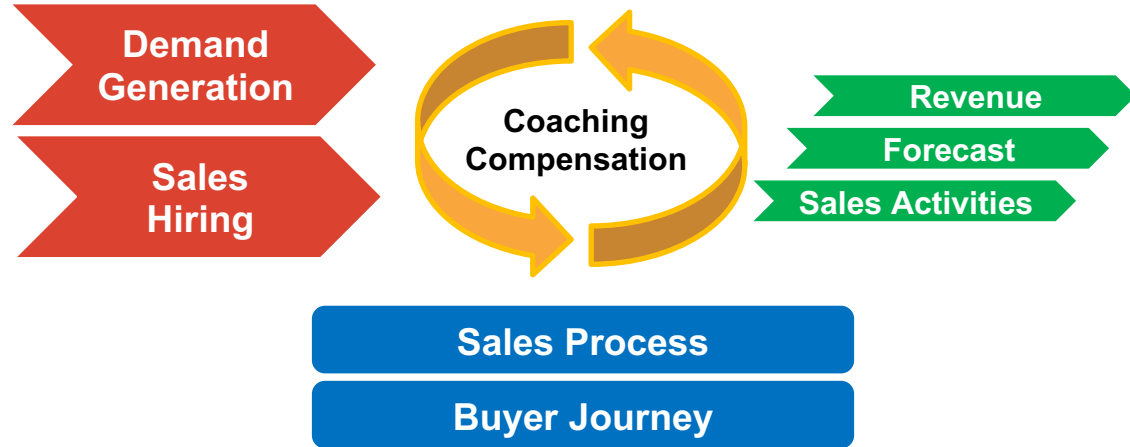 Demand
Generation
Sales
Hiring
Coaching
Compensation
Revenue
Forecast
Sales Activities
Sales Process
Buyer Journey